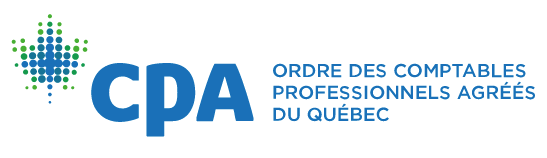 CPA
ORDRE DES COMPTABLES
PROFESSIONNELS AGRÉÉS
DU QUÉBEC